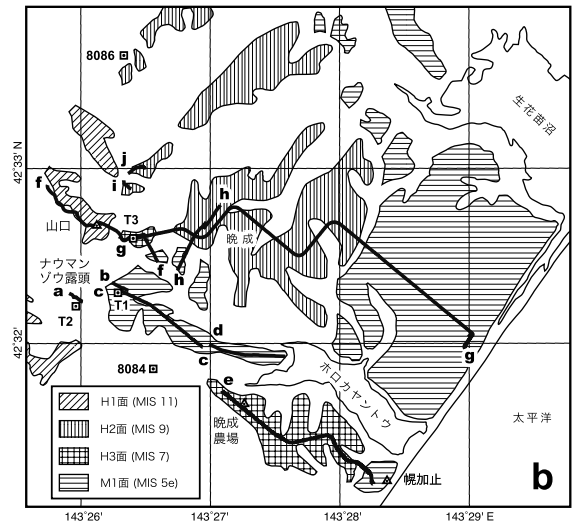 8086
生花苗沼
42°33' N
j
i
f
T3
h
山口
g
晩成
f
h
ナウマン
ゾウ露頭
b
a
c
T1
T2
d
42°32'
c
g
8084
e
ホロカヤントウ
晩成
農場
太平洋
H1面 (MIS 11)
H2面 (MIS 9)
H3面 (MIS 7)
M1面 (MIS 5e)
幌加止
b
143°26'
143°27'
143°28'
143°29' E